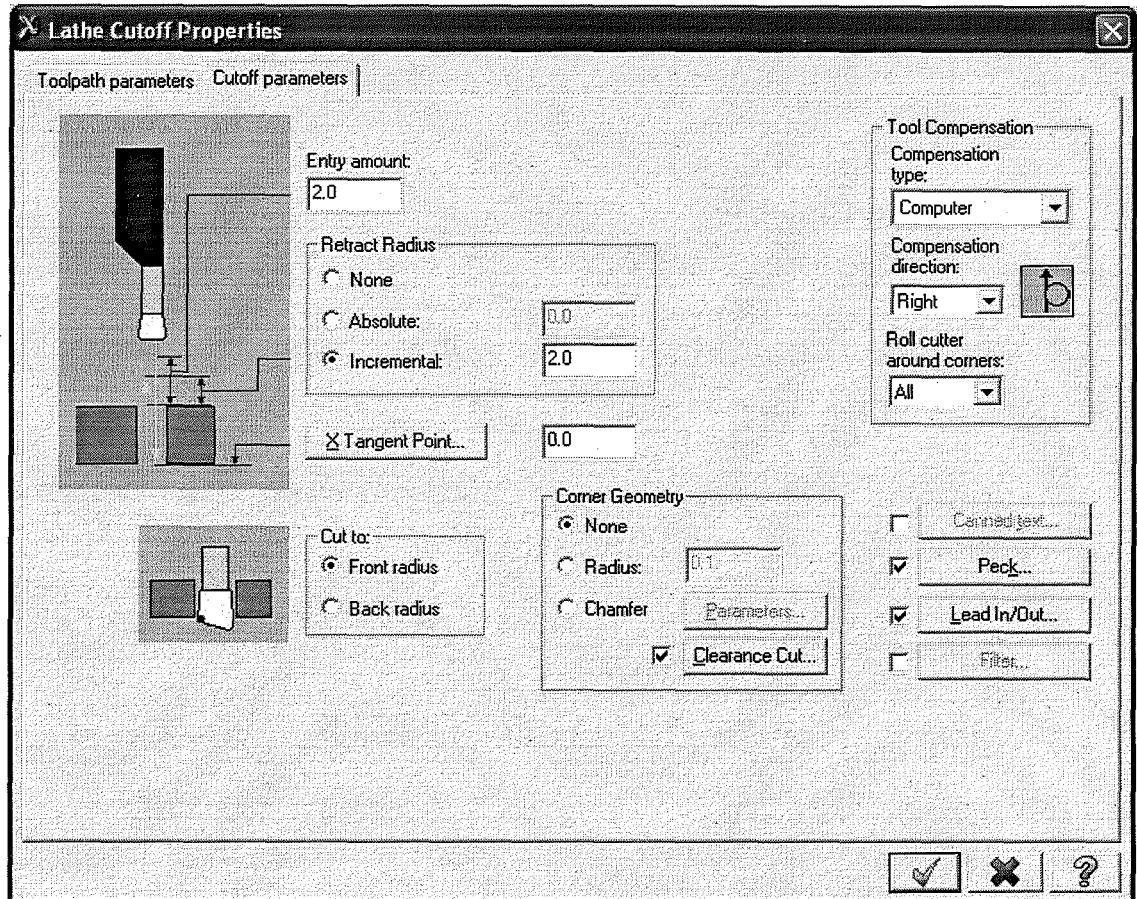 Lathe Cutoff Properties
Toolpath parameters
Cutoff parameters
Entry amount:
2.0
Retract Radius
None
Absolute:
0.0
Incremental:
2.0
X Tangent Point...
0.0
Cut to:
Front radius
Back radius
Corner Geometry
None
Radius:
0.1
Chamfer
Parameters...
Clearance Cut...
Tool Compensation
Compensation
type:
Computer
Compensation
direction:
Right
Roll cutter
around corners:
All
Canned text...
Peck...
Lead In/Out...
Filter...